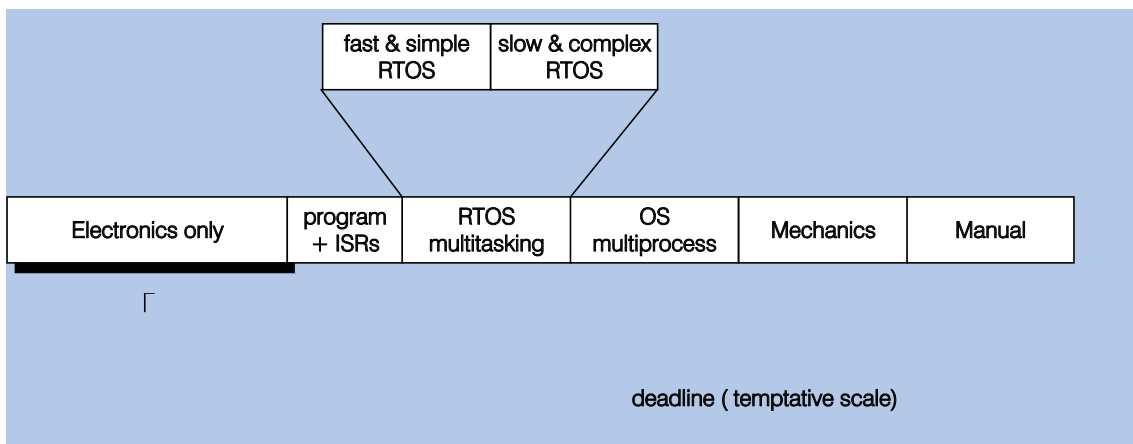 fast & simple
RTOS
slow & complex
RTOS
Electronics only
program
+ ISRs
RTOS
multitasking
OS
multiprocess
Mechanics
Manual
deadline ( temptative scale)